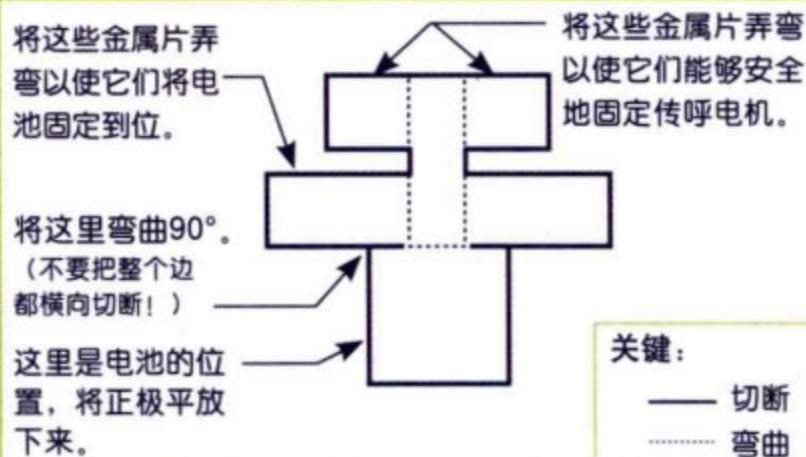 将这些金属片弄
弯以使它们将电
池固定到位。
将这些金属片弄弯
以使它们能够安全
地固定传呼电机。
将这里弯曲90°。
（不要把整个边
都横向切断！）
这里是电池的位
置，将正极平放
下来。
关键：
切断
弯曲